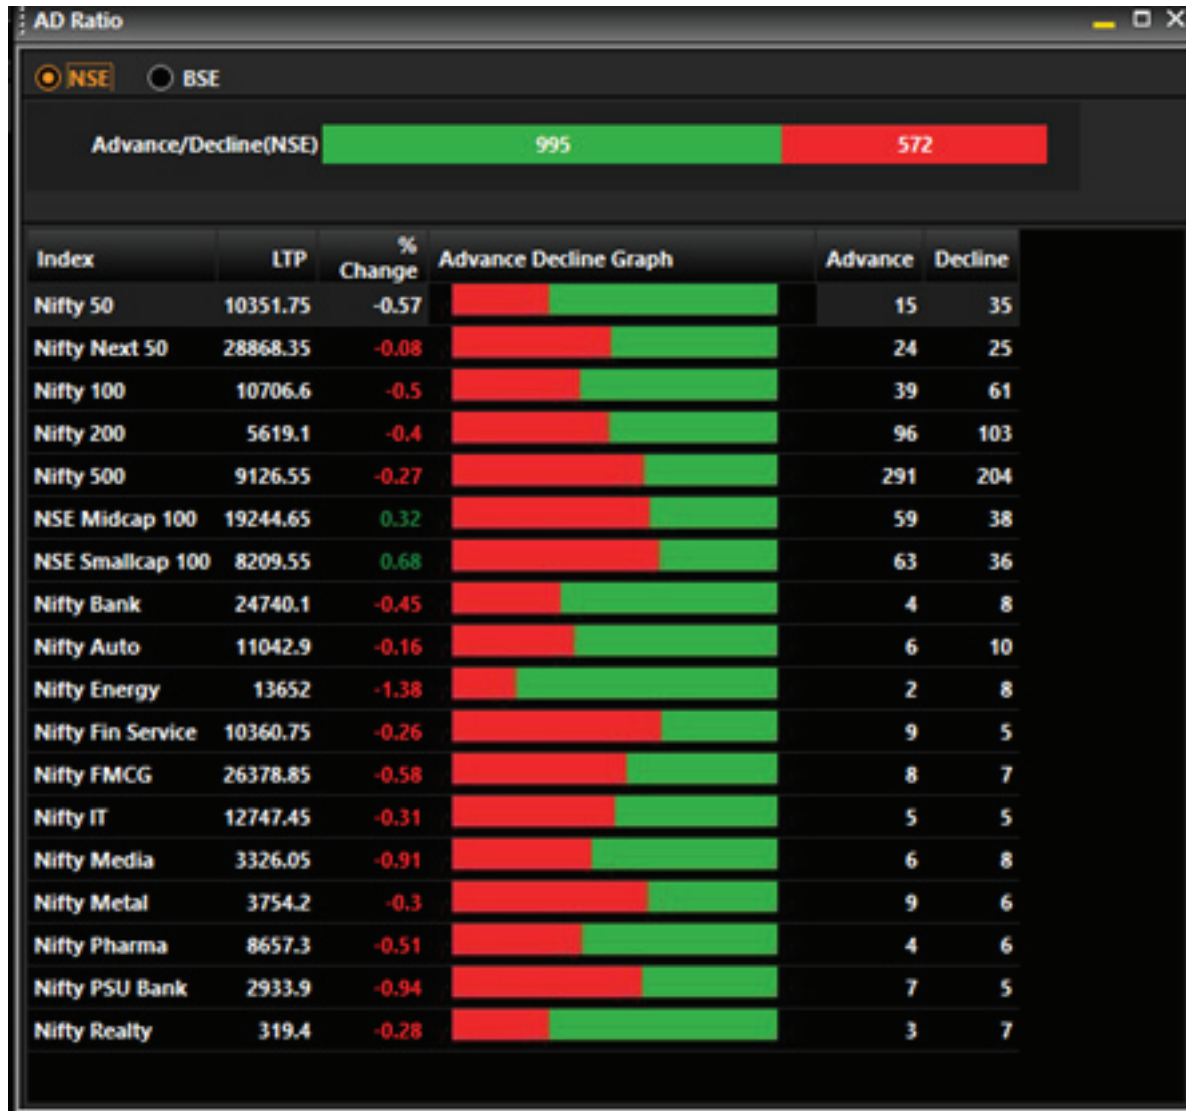 AD Ratio
NSE BSE
Advance/Decline(NSE) 995 572
Index LTP % Change Advance Decline Graph Advance Decline
Nifty 50 10351.75 -0.57 15 35
Nifty Next 50 28868.35 -0.08 24 25
Nifty 100 10706.6 -0.5 39 61
Nifty 200 5619.1 -0.4 96 103
Nifty 500 9126.55 -0.27 291 204
NSE Midcap 100 19244.65 0.32 59 38
NSE Smallcap 100 8209.55 0.68 63 36
Nifty Bank 24740.1 -0.45 4 8
Nifty Auto 11042.9 -0.16 6 10
Nifty Energy 13652 -1.38 2 8
Nifty Fin Service 10360.75 -0.26 9 5
Nifty FMCG 26378.85 -0.58 8 7
Nifty IT 12747.45 -0.31 5 5
Nifty Media 3326.05 -0.91 6 8
Nifty Metal 3754.2 -0.3 9 6
Nifty Pharma 8657.3 -0.51 4 6
Nifty PSU Bank 2933.9 -0.94 7 5
Nifty Realty 319.4 -0.28 3 7